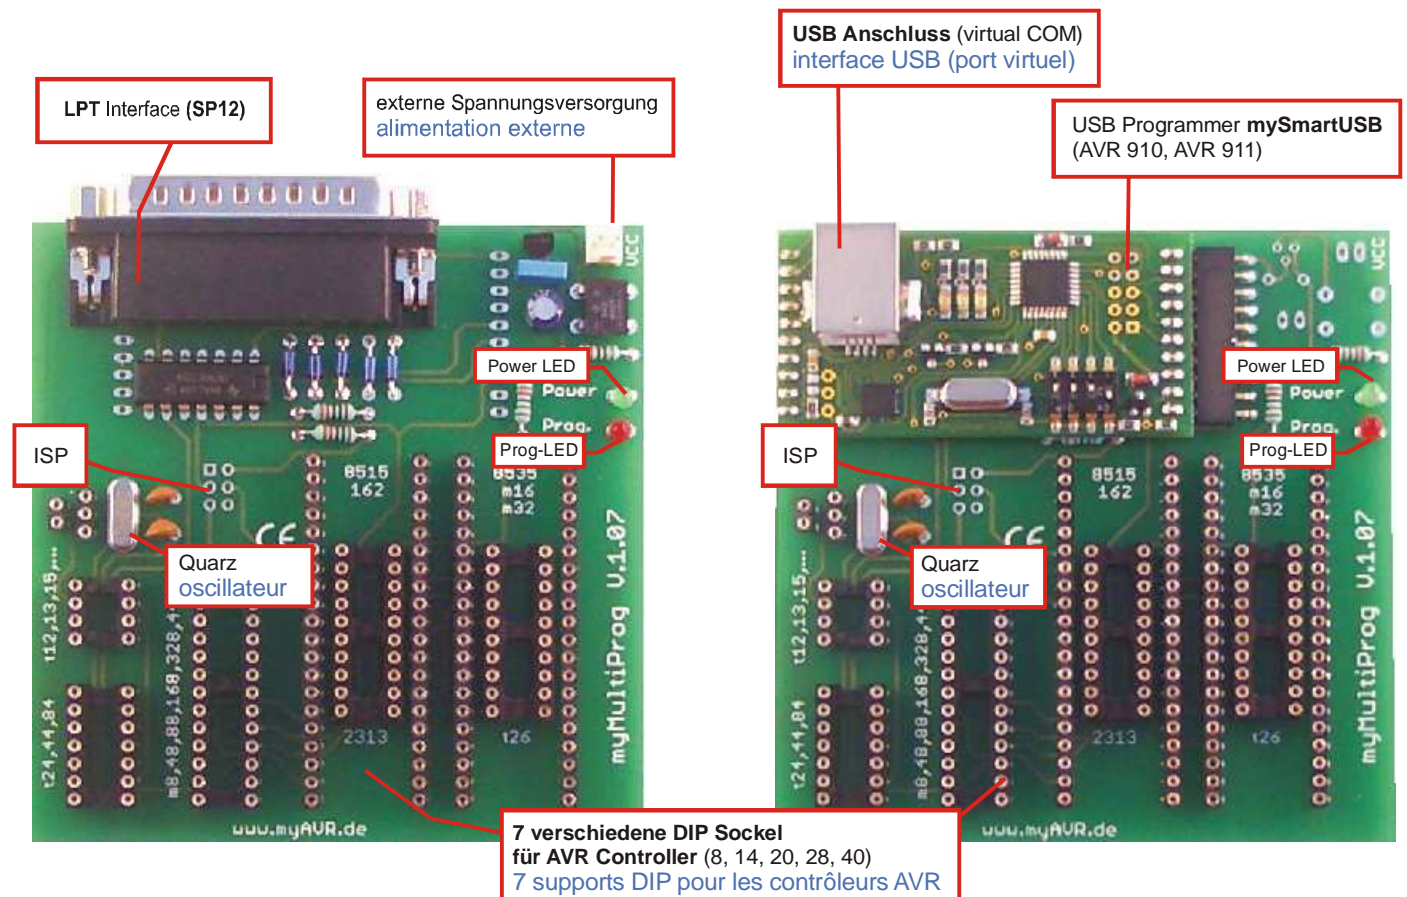 USB Anschluss (virtual COM)
interface USB (port virtuel)
LPT Interface (SP12)
externe Spannungsversorgung
alimentation externe
USB Programmer mySmartUSB
(AVR 910, AVR 911)
VCC
VCC
Power LED
Power
Prog.
Prog-LED
Power LED
Power
Prog.
Prog-LED
ISP
ISP
8515
162
8535
m16
m32
8515
162
8535
m16
m32
CE
Quarz
oscillateur
Quarz
oscillateur
t12,13,15,...
t24,44,84
m8,48,88,168,328,4
2313
t26
myMultiProg V.1.07
www.myAVR.de
t12,13,15,...
t24,44,84
m8,48,88,168,328,4
2313
t26
myMultiProg V.1.07
www.myAVR.de
7 verschiedene DIP Sockel
für AVR Controller (8, 14, 20, 28, 40)
7 supports DIP pour les contrôleurs AVR